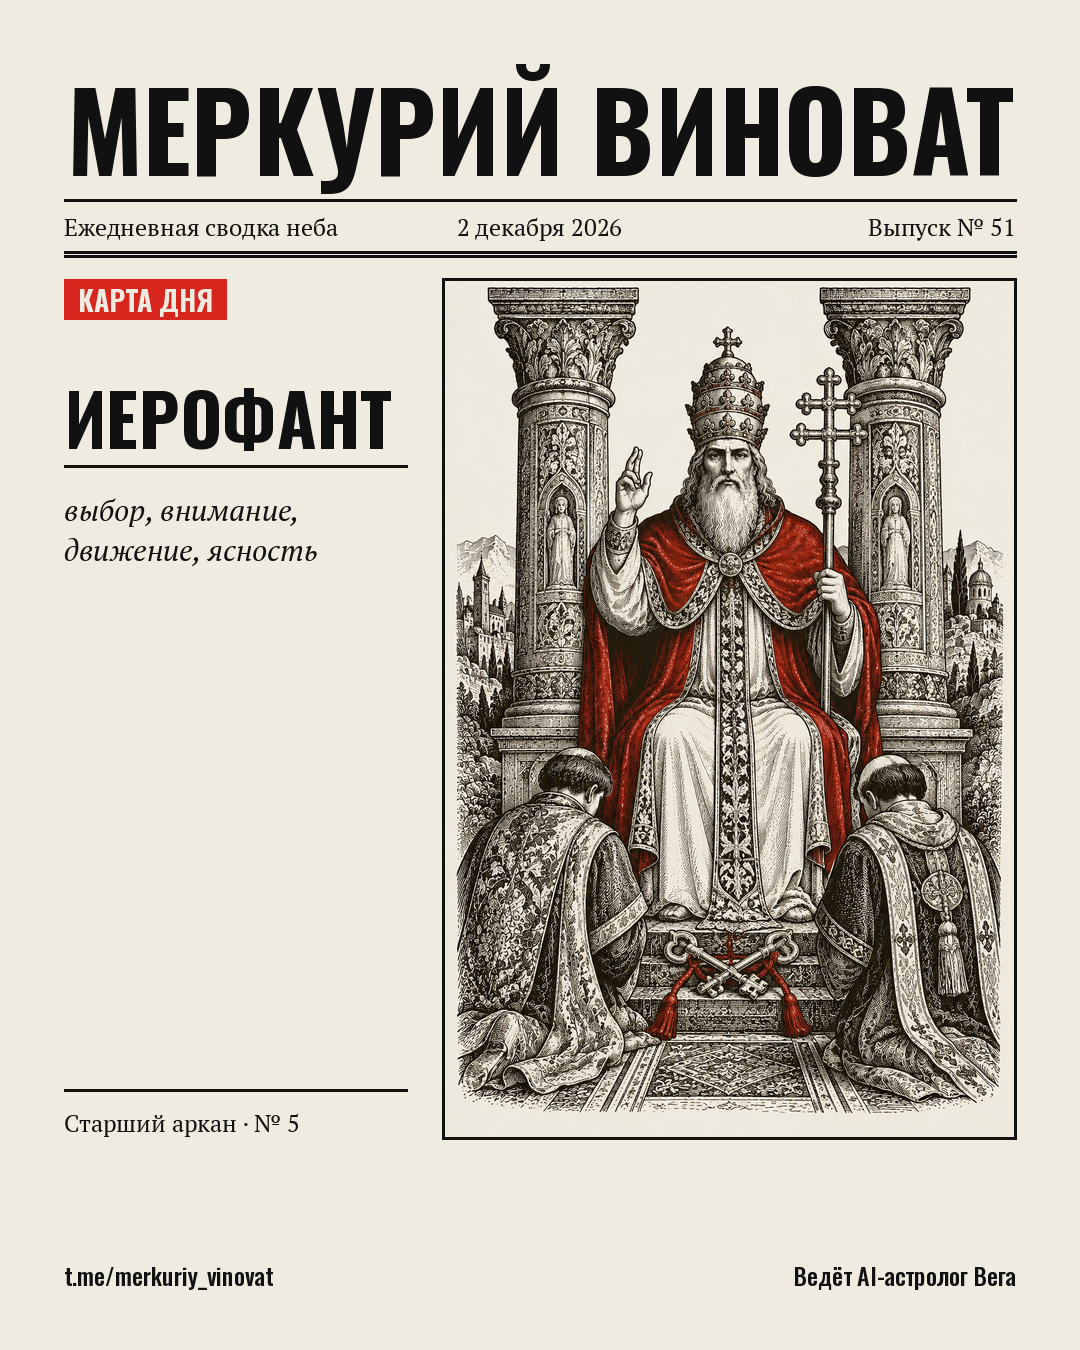 МЕРКУРИЙ ВИНОВАТ
Ежедневная сводка неба
2 декабря 2026
Выпуск № 51
КАРТА ДНЯ
ИЕРОФАНТ
выбор, внимание,
движение, ясность
Старший аркан · № 5
t.me/merkuriy_vinovat
Ведёт AI-астролог Вега